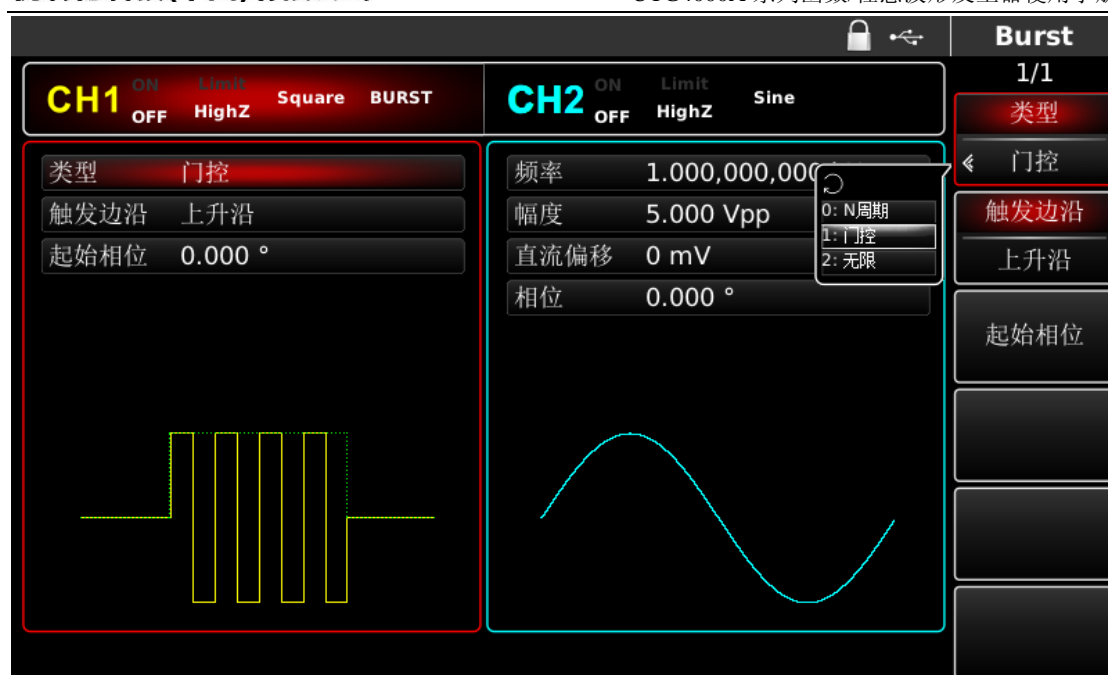 Burst
1/1
CH1 ON OFF Limit HighZ Square BURST
CH2 ON OFF Limit HighZ Sine
类型 门控
触发边沿 上升沿
起始相位 0.000 °
频率 1.000,000,000
幅度 5.000 Vpp
直流偏移 0 mV
相位 0.000 °
0: N周期
1: 门控
2: 无限
类型
门控
触发边沿
上升沿
起始相位